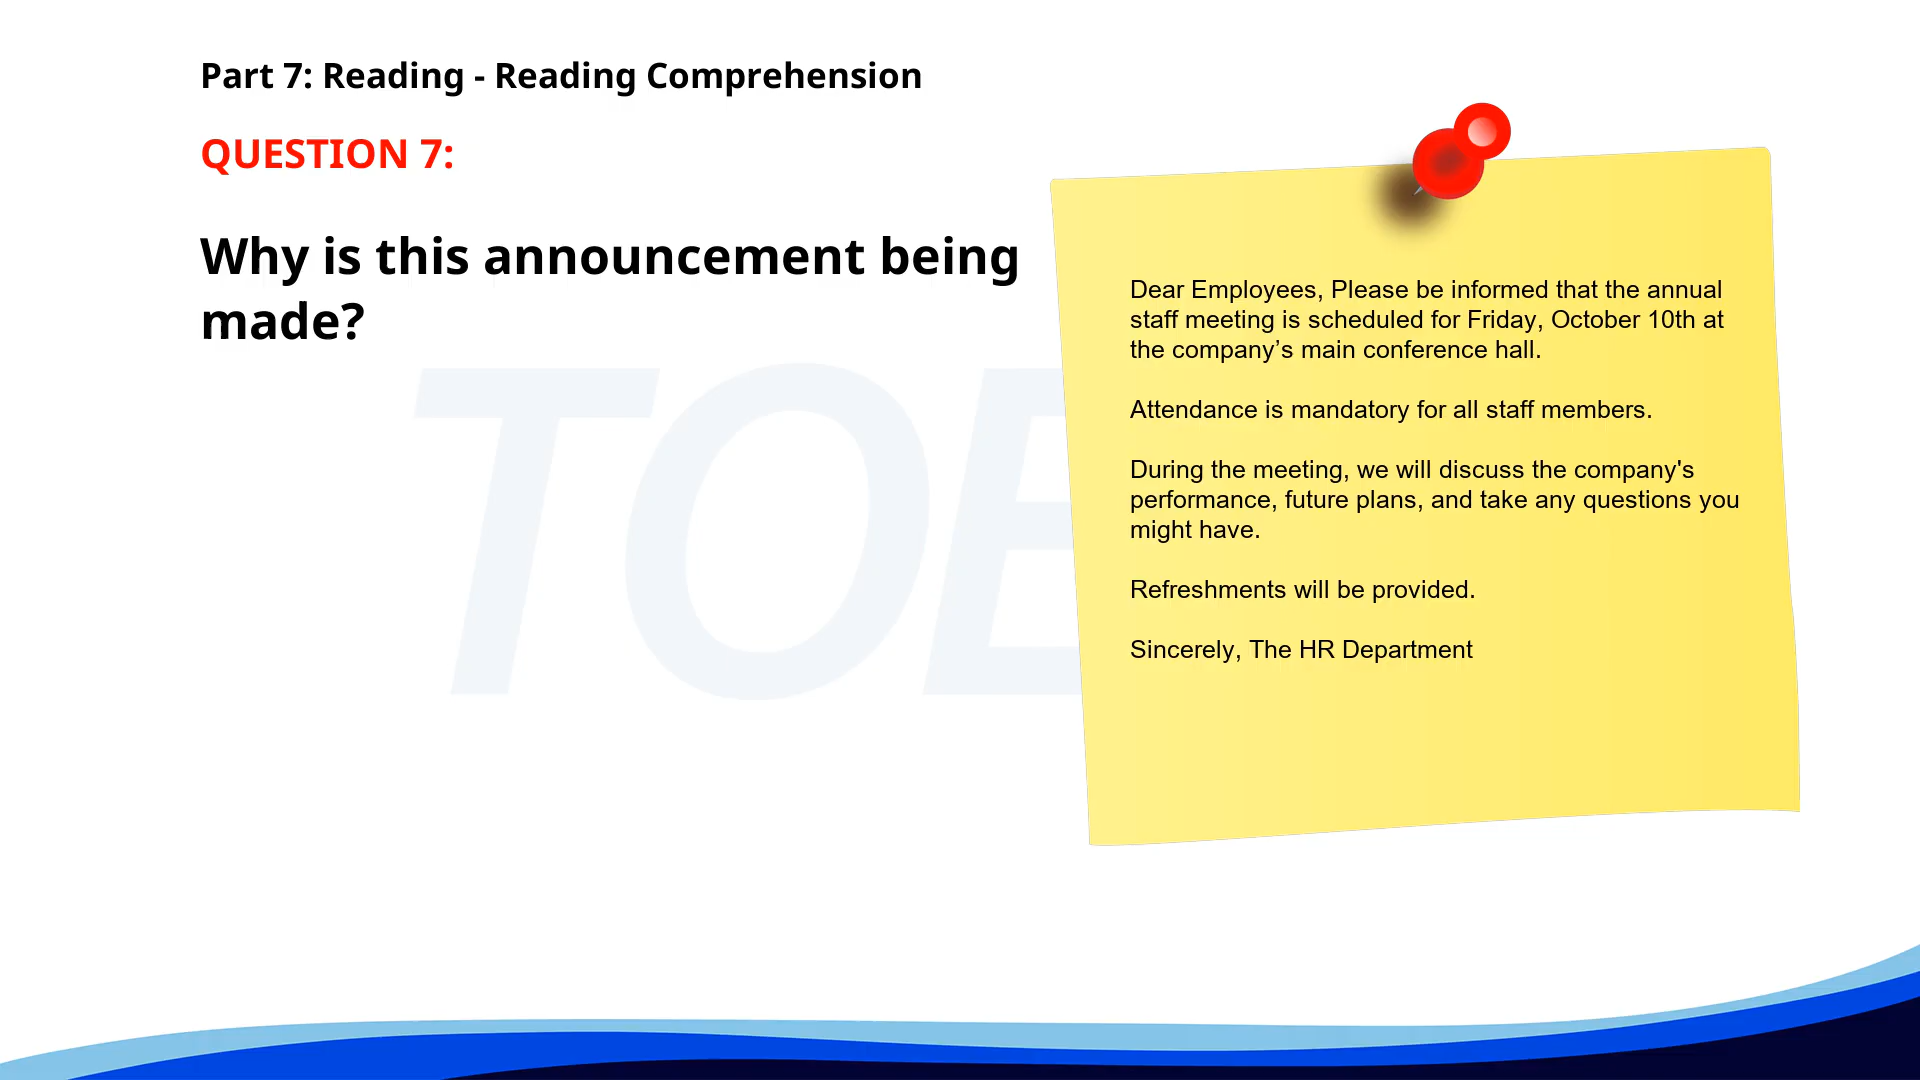 Part 7: Reading - Reading Comprehension
QUESTION 7:
Why is this announcement being
made?
Dear Employees, Please be informed that the annual
staff meeting is scheduled for Friday, October 10th at
the company’s main conference hall.
Attendance is mandatory for all staff members.
During the meeting, we will discuss the company's
performance, future plans, and take any questions you
might have.
Refreshments will be provided.
Sincerely, The HR Department